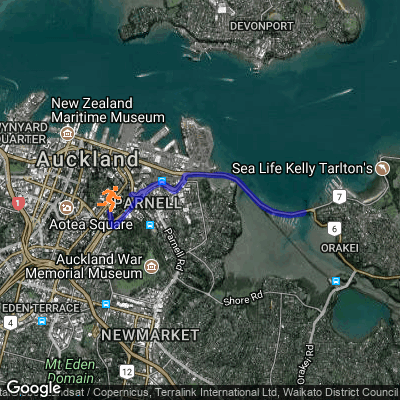 DEVONPORT
New Zealand
Maritime Museum
WYNYARD
QUARTER
Auckland
Sea Life Kelly Tarlton's
7
1
PARNELL
Aotea Square
6
ORAKEI
Parnell Rd
Auckland War
Memorial Museum
Shore Rd
EDEN TERRACE
4
NEWMARKET
Orakei Rd
Mt Eden
Domain
Google
dsat / Copernicus, Terralink International Ltd, Waikato District Council